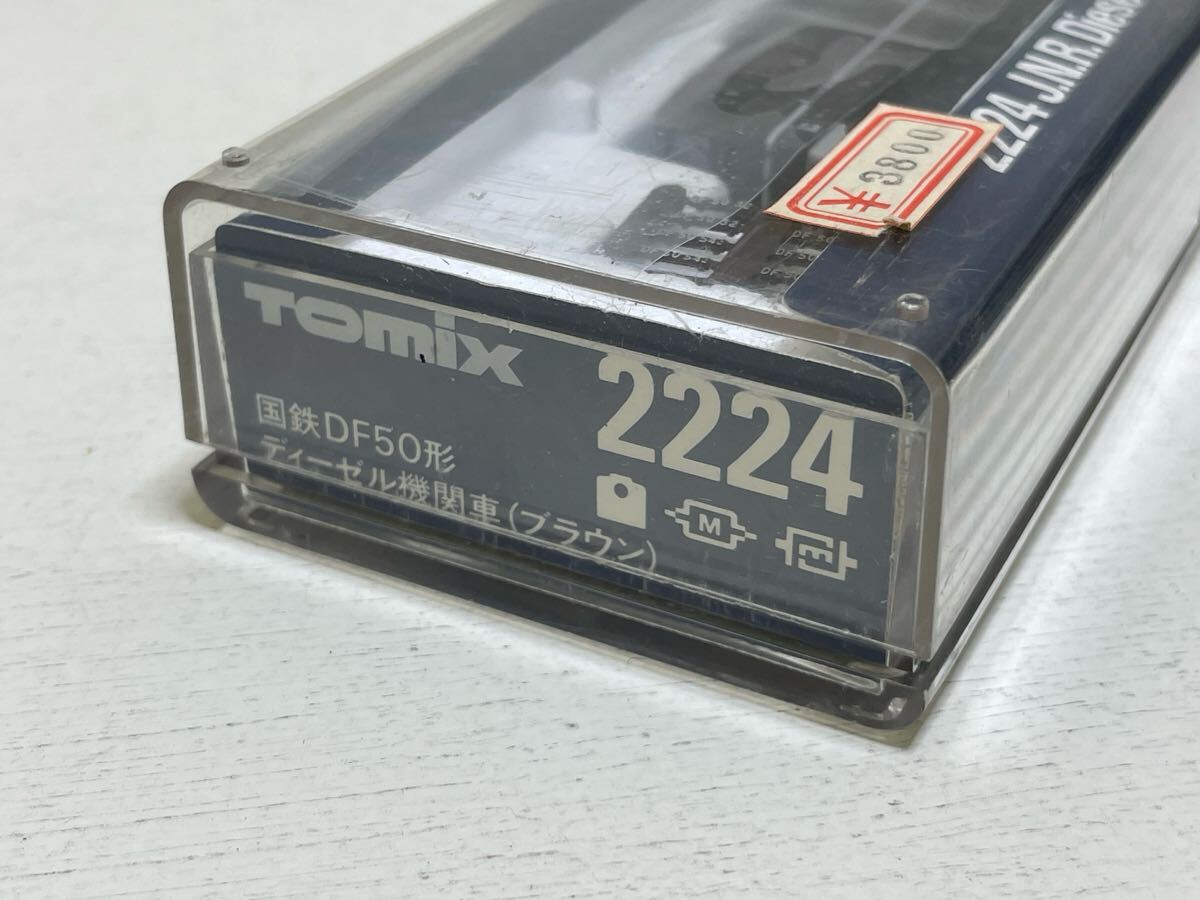 2224 J.N.R. Diese
¥3800
TOMIX
2224
国鉄DF50形
ディーゼル機関車(ブラウン)
M
E